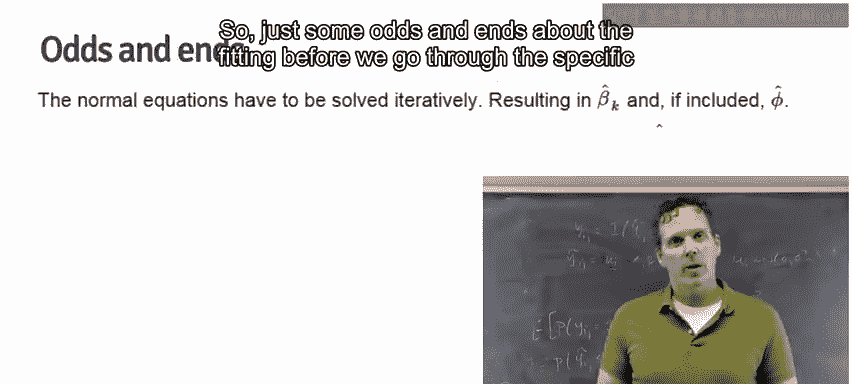 So, just some odds and ends about the
Odds and ends
fitting before we go through the specific
The normal equations have to be solved iteratively. Resulting in β̂ₖ and, if included, φ̂.